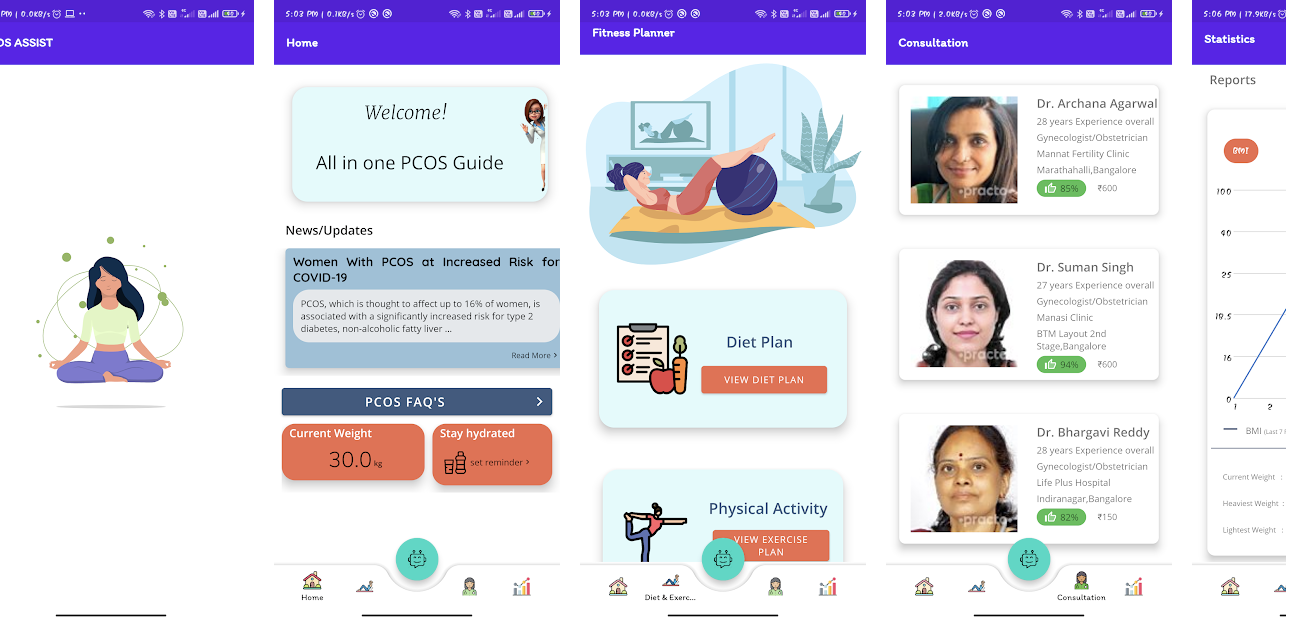 PM | 0.0KB/s
OS ASSIST
5:03 PM | 0.1KB/s
Home
Welcome!
All in one PCOS Guide
News/Updates
Women With PCOS at Increased Risk for
COVID-19
PCOS, which is thought to affect up to 16% of women, is
associated with a significantly increased risk for type 2
diabetes, non-alcoholic fatty liver ...
Read More >
PCOS FAQ'S
Current Weight
30.0 kg
Stay hydrated
set reminder >
Home
5:03 PM | 0.0KB/s
Fitness Planner
Diet Plan
VIEW DIET PLAN
Physical Activity
VIEW EXERCISE
PLAN
Diet & Exerc...
5:03 PM | 2.0KB/s
Consultation
Dr. Archana Agarwal
28 years Experience overall
Gynecologist/Obstetrician
Mannat Fertility Clinic
Marathahalli,Bangalore
85% ₹600
practo
Dr. Suman Singh
27 years Experience overall
Gynecologist/Obstetrician
Manasi Clinic
BTM Layout 2nd
Stage,Bangalore
94% ₹600
practo
Dr. Bhargavi Reddy
28 years Experience overall
Gynecologist/Obstetrician
Life Plus Hospital
Indiranagar,Bangalore
82% ₹150
practo
Consultation
5:06 PM | 17.9KB/s
Statistics
Reports
BMI
100
40
25
18.5
16
0
1 2
BMI (Last 7
Current Weight :
Heaviest Weight :
Lightest Weight :